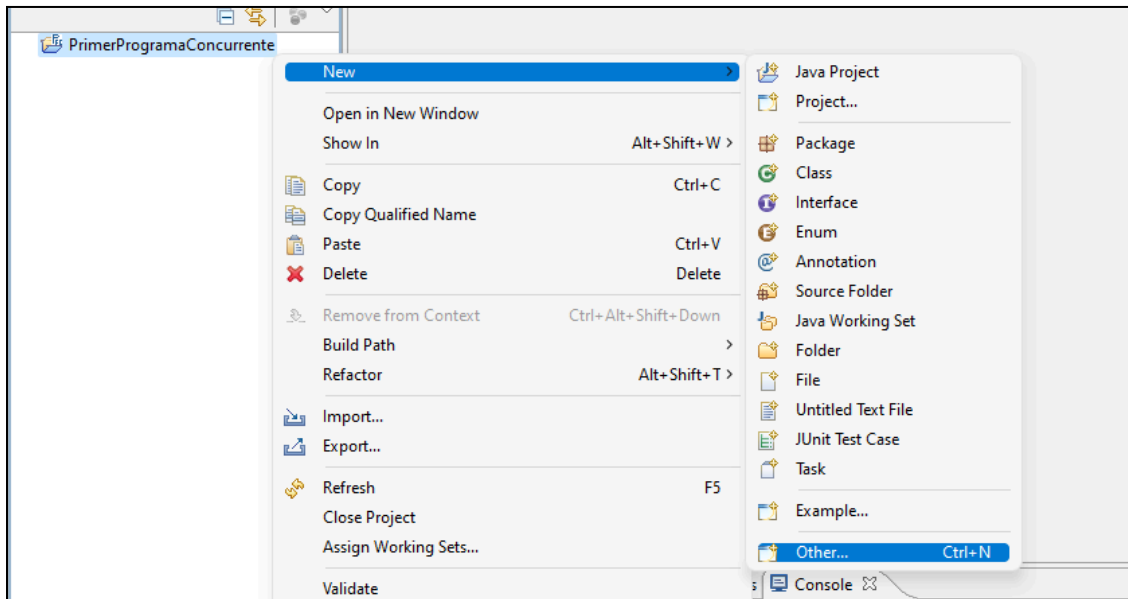 PrimerProgramaConcurrente
New
Open in New Window
Show In Alt+Shift+W >
Copy Ctrl+C
Copy Qualified Name
Paste Ctrl+V
Delete Delete
Remove from Context Ctrl+Alt+Shift+Down
Build Path >
Refactor Alt+Shift+T >
Import...
Export...
Refresh F5
Close Project
Assign Working Sets...
Validate
Java Project
Project...
Package
Class
Interface
Enum
Annotation
Source Folder
Java Working Set
Folder
File
Untitled Text File
JUnit Test Case
Task
Example...
Other... Ctrl+N
s Console